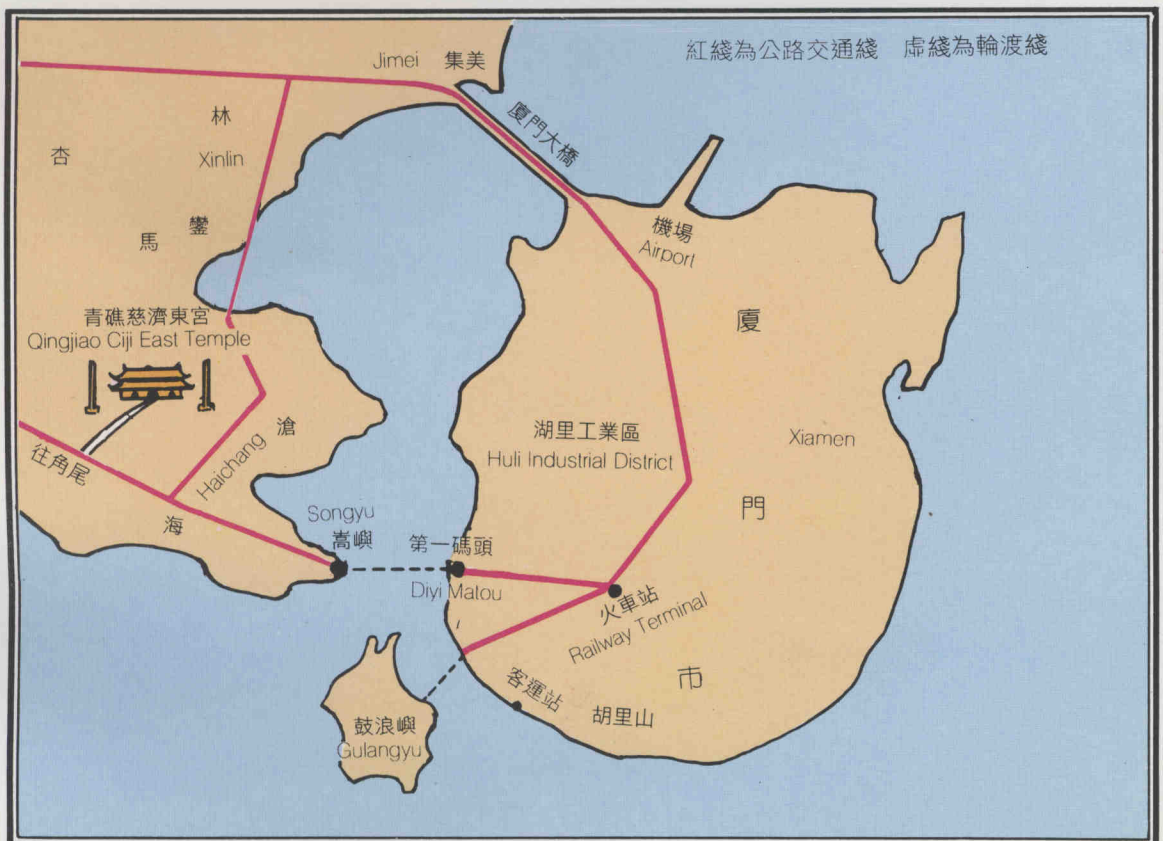 紅綫為公路交通綫 虛綫為輪渡綫
Jimei 集美
廈門大橋
林
Xinlin
杏
鑾
馬
機場
Airport
青礁慈濟東宮
Qingjiao Ciji East Temple
廈
滄
湖里工業區
Huli Industrial District
Xiamen
往角尾
Haichang
海
門
Songyu
嵩嶼
第一碼頭
Diyi Matou
火車站
Railway Terminal
客運站
胡里山
市
鼓浪嶼
Gulangyu